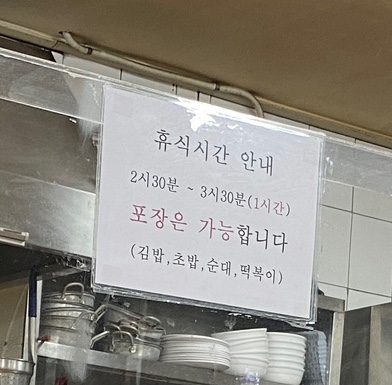 휴식시간 안내
2시30분 ~ 3시30분(1시간)
포장은 가능합니다
(김밥,초밥,순대,떡볶이)